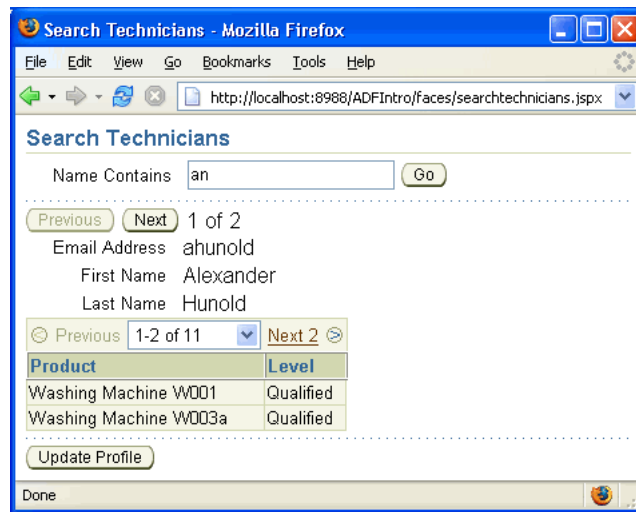 Search Technicians - Mozilla Firefox
File Edit View Go Bookmarks Tools Help
http://localhost:8988/ADFIntro/faces/searchtechnicians.jspx
Search Technicians
Name Contains an Go
Previous Next 1 of 2
Email Address ahunold
First Name Alexander
Last Name Hunold
Previous 1-2 of 11 Next 2
Product Level
Washing Machine W001 Qualified
Washing Machine W003a Qualified
Update Profile
Done